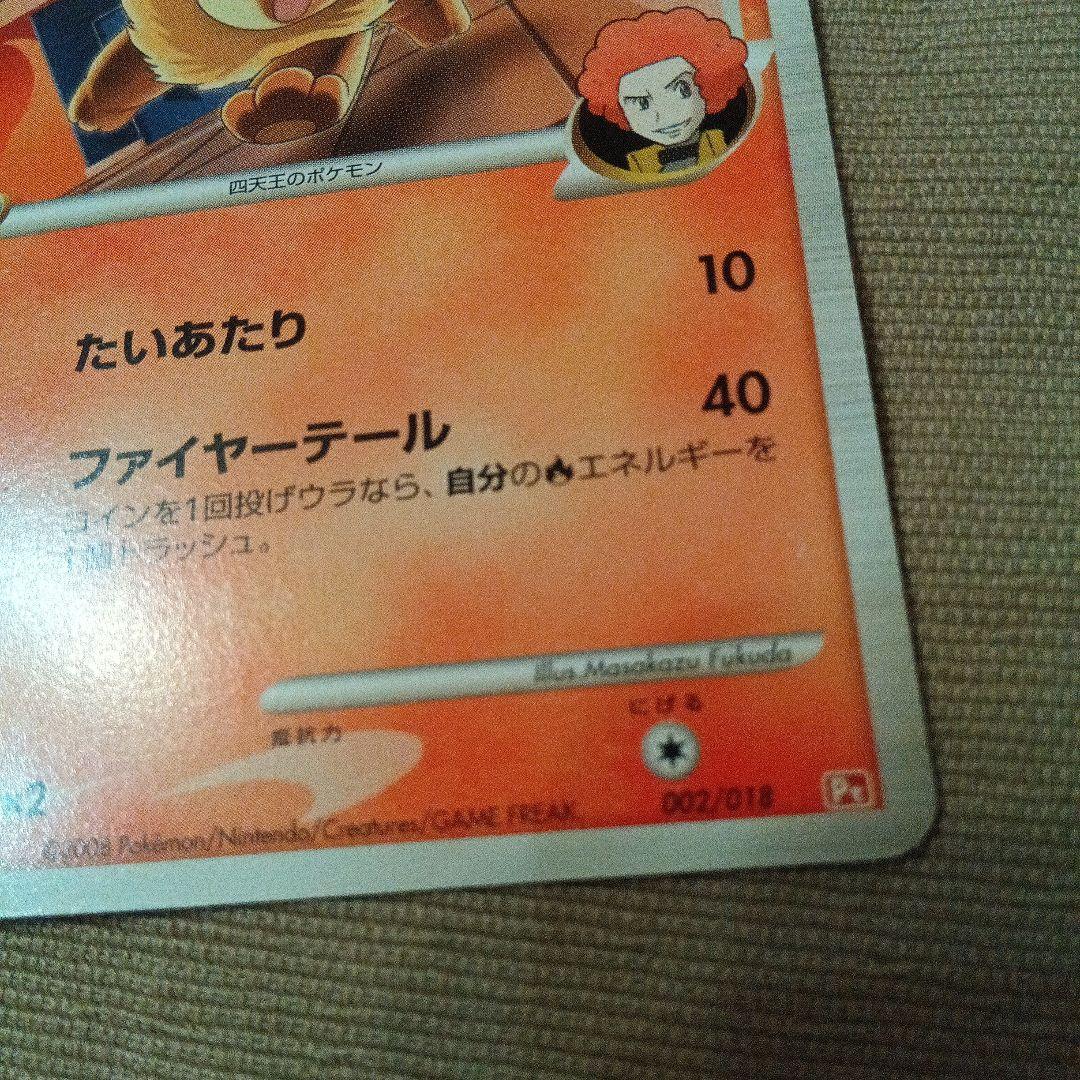 四天王のポケモン
たいあたり 10
ファイヤーテール 40
コインを1回投げウラなら、自分のエネルギーを
1個トラッシュ。
illus. Masakazu Fukuda
抵抗力 にげる
×2
002/018
Pt
©2008 Pokémon/Nintendo/Creatures/GAME FREAK.